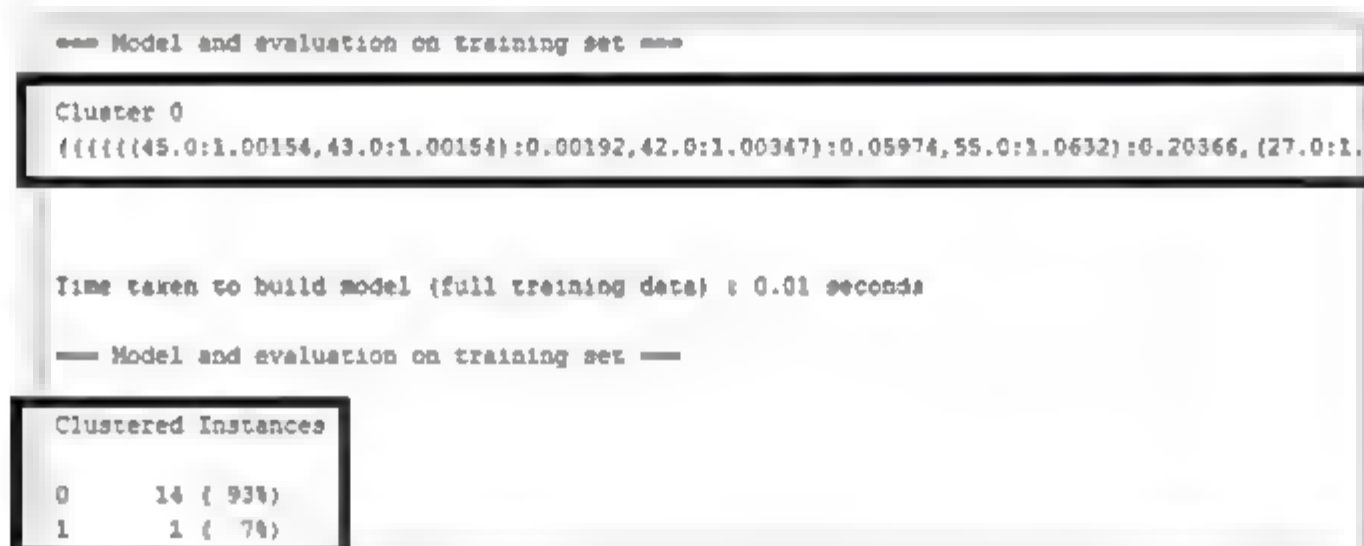 === Model and evaluation on training set ===
Cluster 0
((((((45.0:1.00154,43.0:1.00154):0.00192,42.0:1.00347):0.05974,55.0:1.0632):0.20366,(27.0:1.
Time taken to build model (full training data) : 0.01 seconds
=== Model and evaluation on training set ===
Clustered Instances
0 14 ( 93%)
1 1 ( 7%)